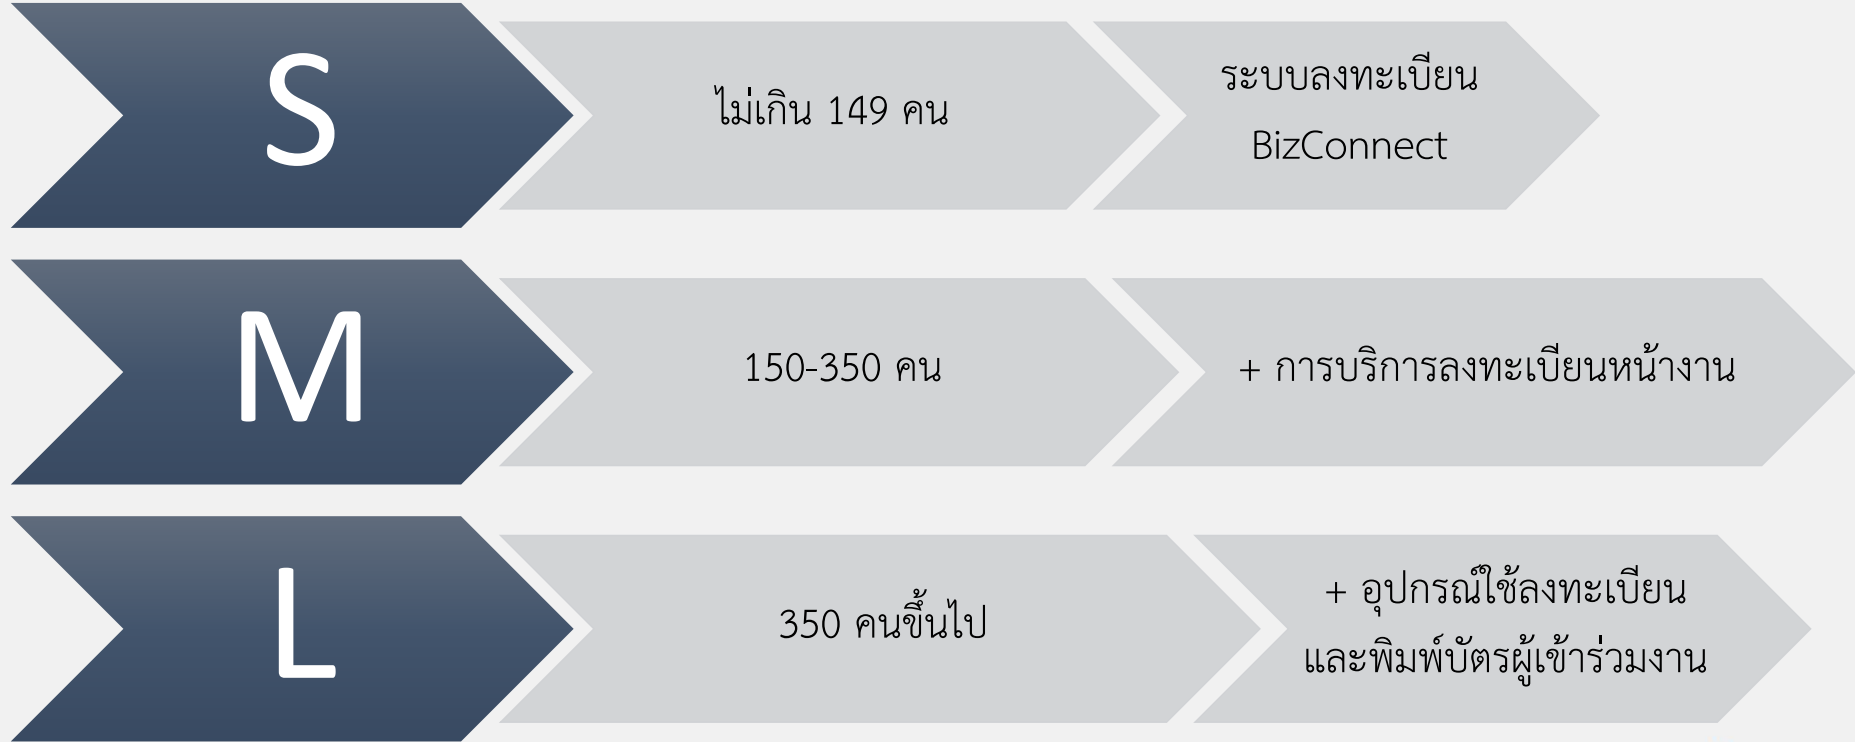 S
ไม่เกิน 149 คน
ระบบลงทะเบียน
BizConnect
M
150-350 คน
+ การบริการลงทะเบียนหน้างาน
L
350 คนขึ้นไป
+ อุปกรณ์ใช้ลงทะเบียน
และพิมพ์บัตรผู้เข้าร่วมงาน